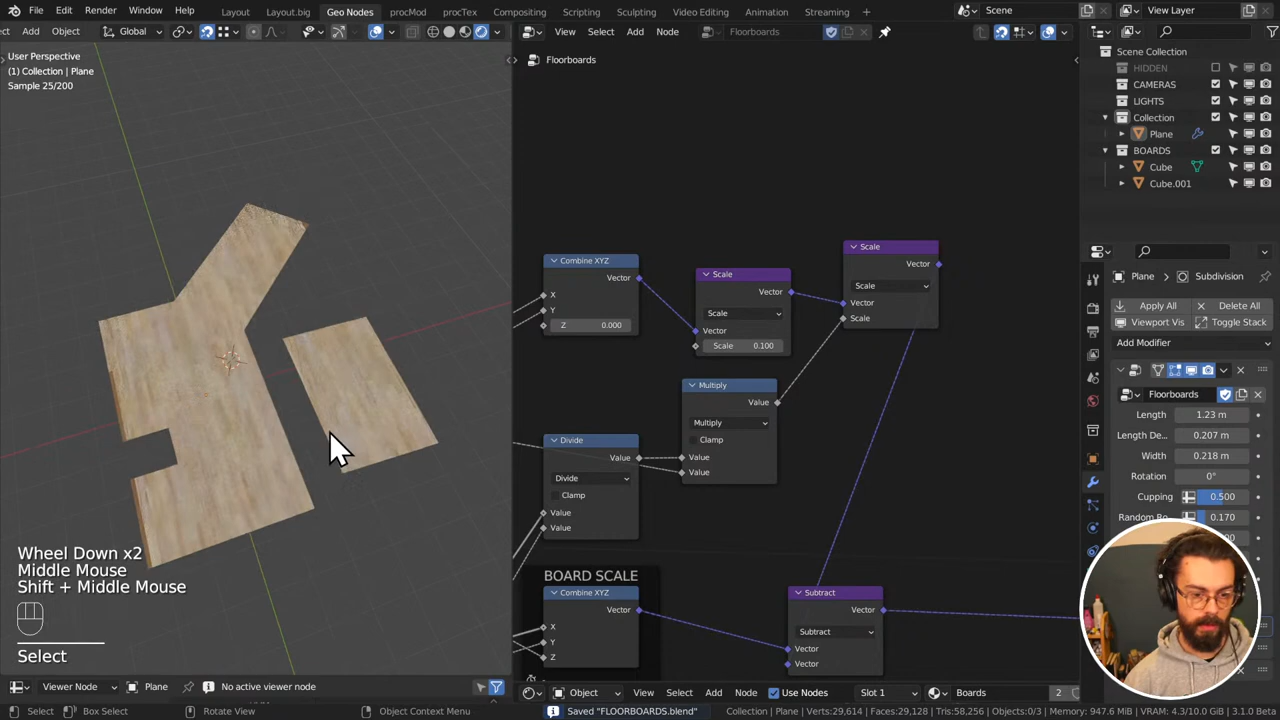 File Edit Render Window Help Layout Layout.big Geo Nodes procMod procTex Compositing Scripting Sculpting Video Editing Animation Streaming + Scene View Layer
Add Object Global View Select Add Node Floorboards
User Perspective
(1) Collection | Plane
Sample 25/200
Floorboards
Scene Collection
HIDDEN
CAMERAS
LIGHTS
Collection
Plane
BOARDS
Cube
Cube.001
Combine XYZ
Vector
X
Y
Z 0.000
Scale
Vector
Scale
Vector
Scale 0.100
Scale
Vector
Scale
Vector
Scale
Multiply
Value
Multiply
Clamp
Value
Value
Divide
Value
Divide
Clamp
Value
Value
BOARD SCALE
Combine XYZ
Vector
X
Y
Z
Subtract
Vector
Subtract
Vector
Vector
Plane > Subdivision
Apply All Delete All
Viewport Vis Toggle Stack
Add Modifier
Floorboards
Length 1.23 m
Length De... 0.207 m
Width 0.218 m
Rotation 0°
Cupping 0.500
Random Ro... 0.170
Wheel Down x2
Middle Mouse
Shift + Middle Mouse
Select
Viewer Node Plane No active viewer node Object View Select Add Node Use Nodes Slot 1 Boards 2
Select Box Select Rotate View Object Context Menu Saved "FLOORBOARDS.blend" Collection | Plane | Verts:29,614 | Faces:29,128 | Tris:58,256 | Objects:0/3 | Memory: 947.6 MiB | VRAM: 4.3/10.0 GiB | 3.1.0 Beta